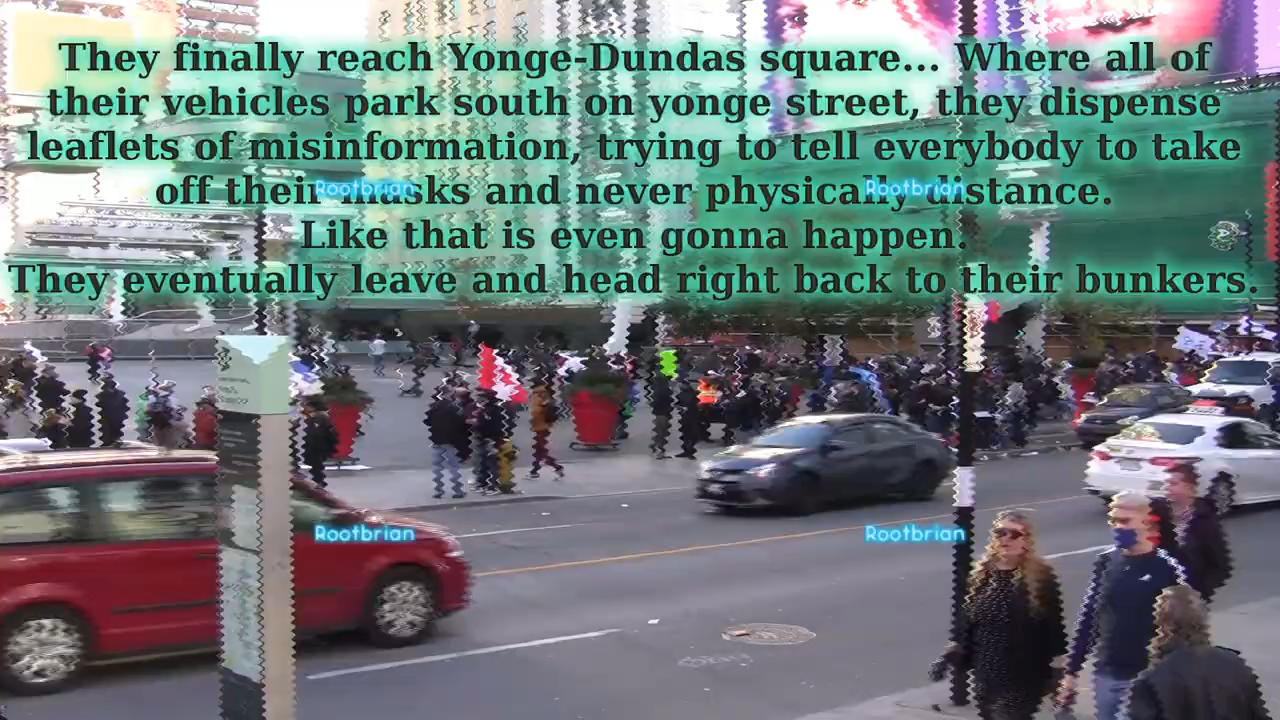 They finally reach Yonge-Dundas square... Where all of
their vehicles park south on yonge street, they dispense
leaflets of misinformation, trying to tell everybody to take
off their masks and never physically distance.
Like that is even gonna happen.
They eventually leave and head right back to their bunkers.
Rootbrian Rootbrian
Rootbrian Rootbrian